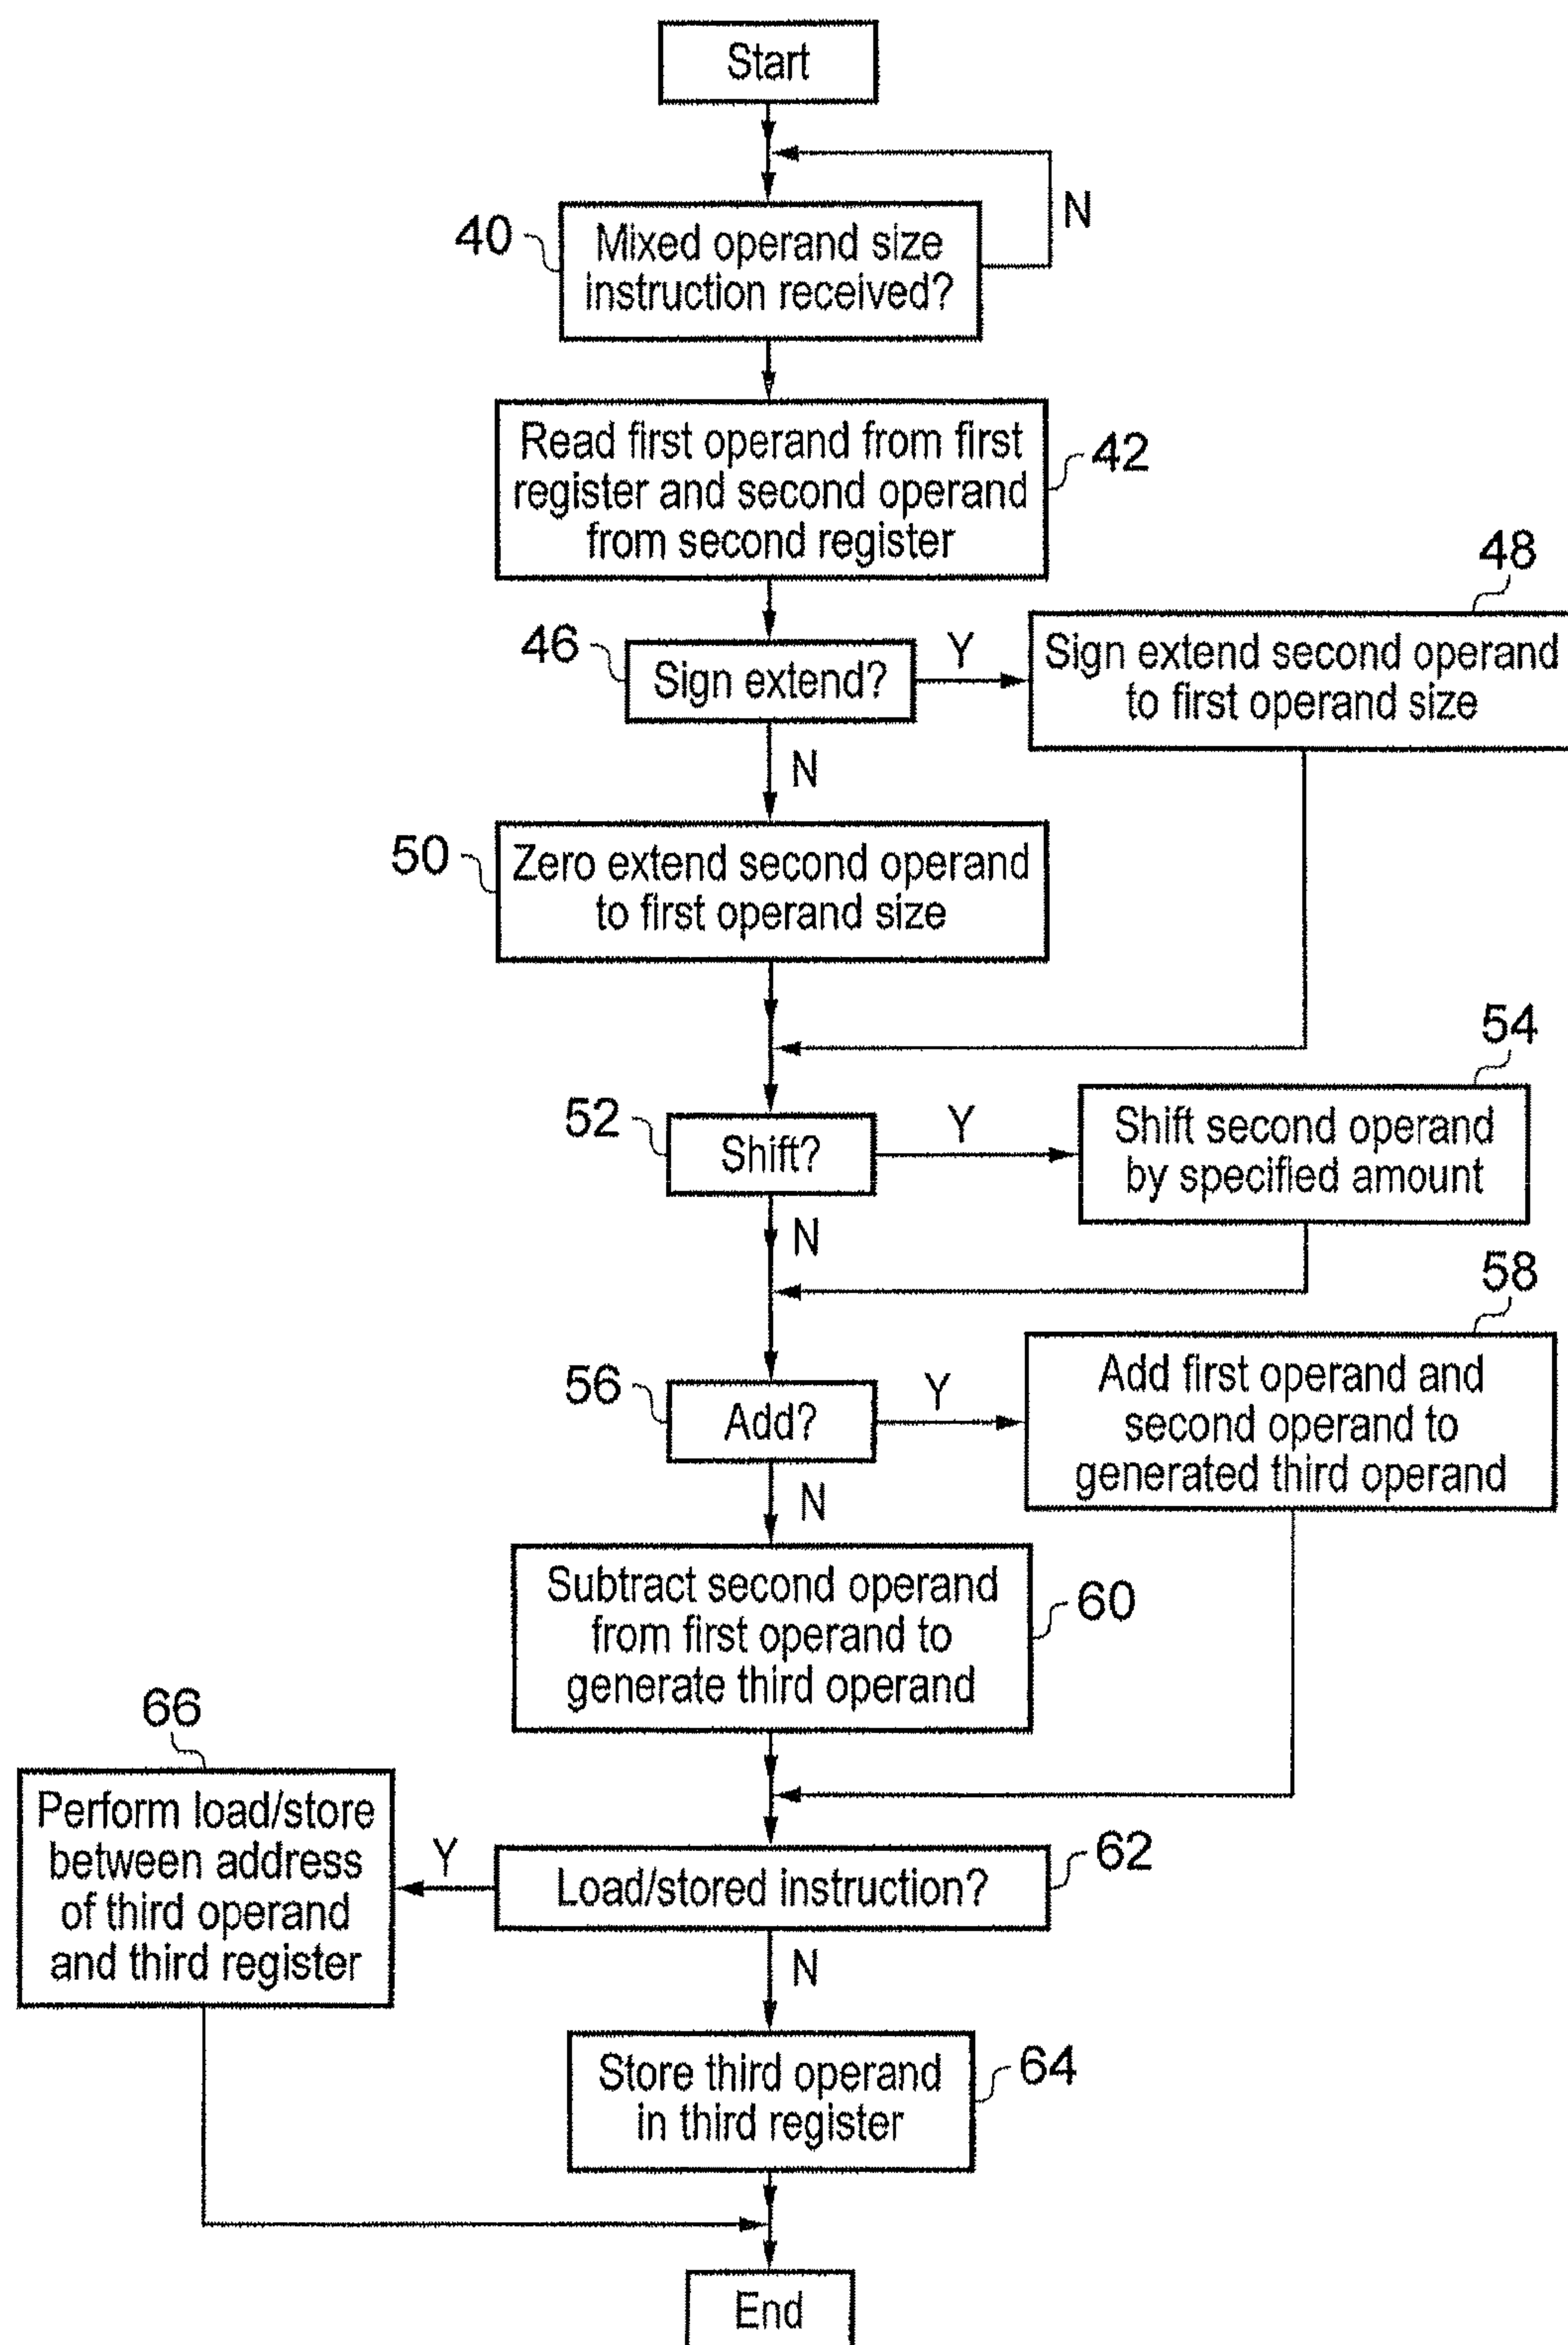 Start
N
40
Mixed operand size
instruction received?
Read first operand from first
register and second operand
from second register
42
46
Sign extend?
Y
48
Sign extend second operand
to first operand size
N
50
Zero extend second operand
to first operand size
52
Shift?
Y
54
Shift second operand
by specified amount
N
56
Add?
Y
58
Add first operand and
second operand to
generated third operand
N
Subtract second operand
from first operand to
generate third operand
60
66
Perform load/store
between address
of third operand
and third register
Y
Load/stored instruction?
62
N
Store third operand
in third register
64
End